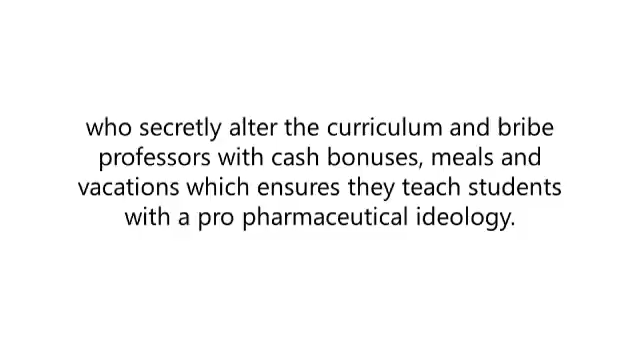 who secretly alter the curriculum and bribe
professors with cash bonuses, meals and
vacations which ensures they teach students
with a pro pharmaceutical ideology.